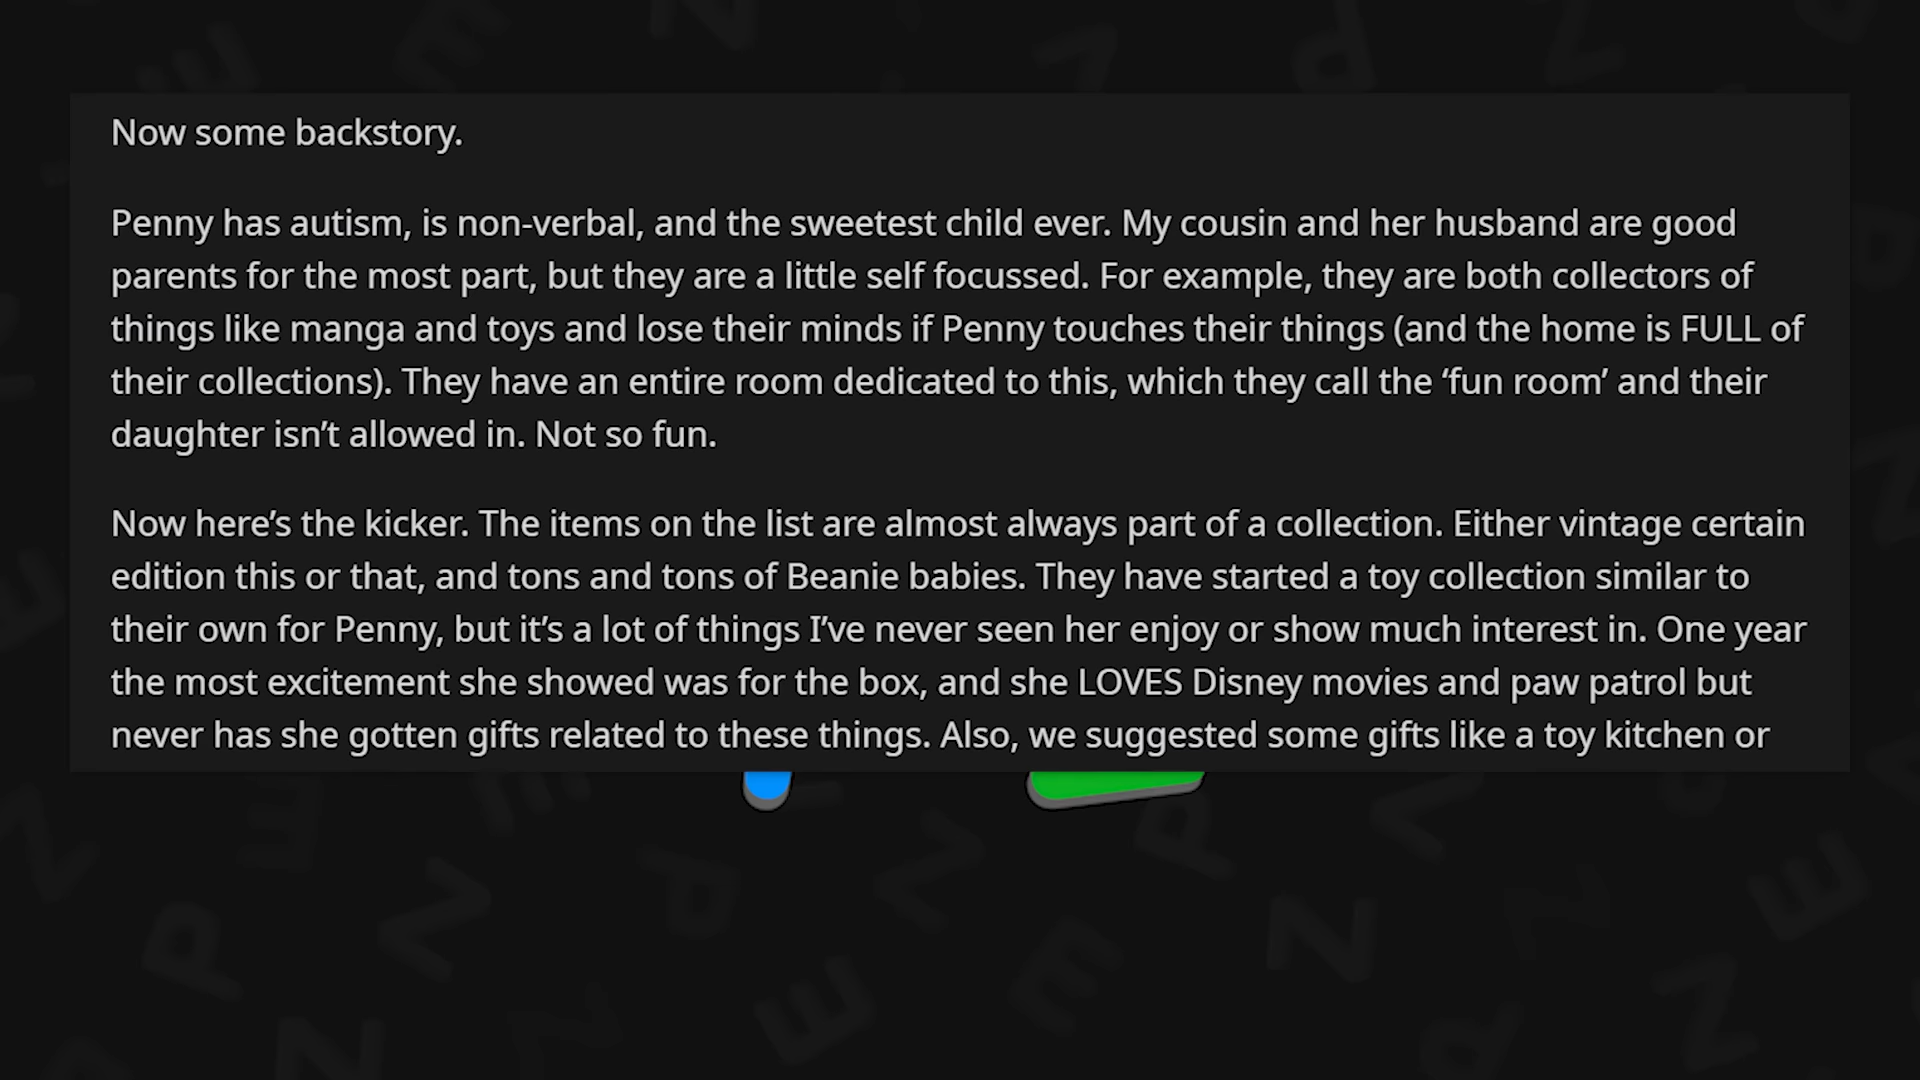 Now some backstory.
Penny has autism, is non-verbal, and the sweetest child ever. My cousin and her husband are good
parents for the most part, but they are a little self focussed. For example, they are both collectors of
things like manga and toys and lose their minds if Penny touches their things (and the home is FULL of
their collections). They have an entire room dedicated to this, which they call the ‘fun room’ and their
daughter isn’t allowed in. Not so fun.
Now here’s the kicker. The items on the list are almost always part of a collection. Either vintage certain
edition this or that, and tons and tons of Beanie babies. They have started a toy collection similar to
their own for Penny, but it’s a lot of things I’ve never seen her enjoy or show much interest in. One year
the most excitement she showed was for the box, and she LOVES Disney movies and paw patrol but
never has she gotten gifts related to these things. Also, we suggested some gifts like a toy kitchen or